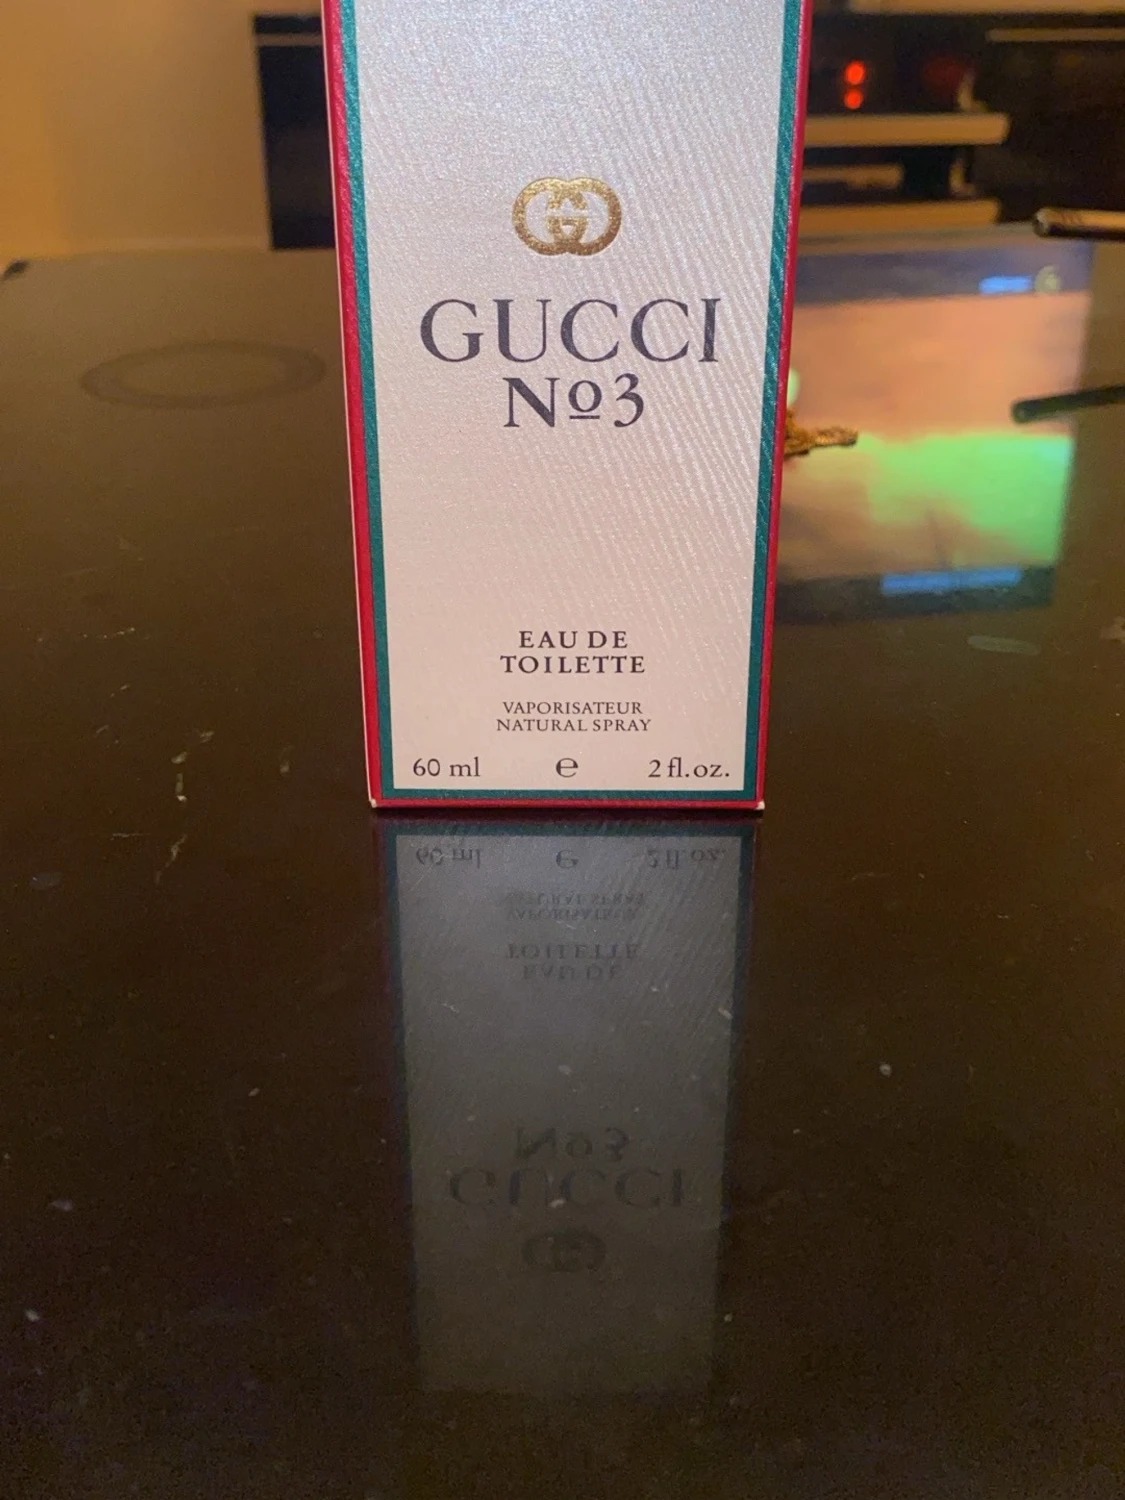 GUCCI
Nº3
EAU DE
TOILETTE
VAPORISATEUR
NATURAL SPRAY
60 ml ℮ 2 fl.oz.